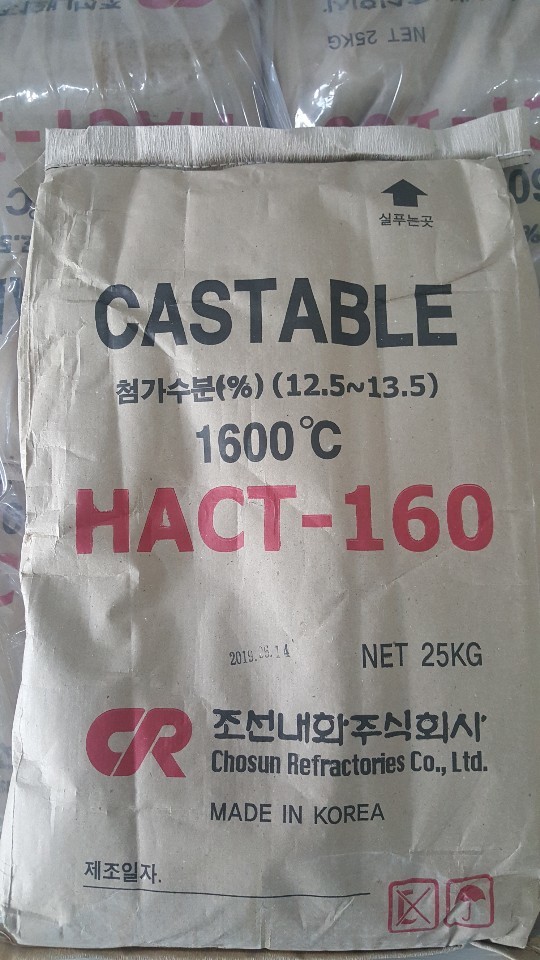 NET 25KG
실푸는곳
CASTABLE
첨가수분(%) (12.5~13.5)
1600℃
HACT-160
NET 25KG
CR 조선내화주식회사
Chosun Refractories Co., Ltd.
MADE IN KOREA
제조일자.